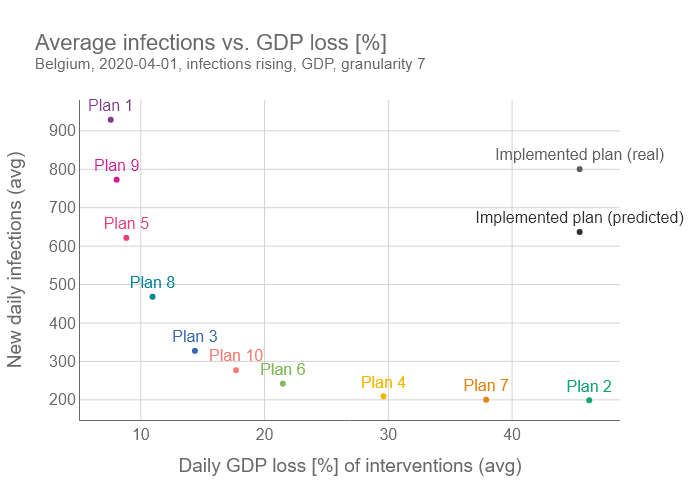 Average infections vs. GDP loss [%]
Belgium, 2020-04-01, infections rising, GDP, granularity 7
Plan 1
900
Plan 9
Implemented plan (real)
800
700
Plan 5
Implemented plan (predicted)
600
Plan 8
500
400
Plan 3
Plan 10
300
Plan 6
Plan 4
Plan 7
Plan 2
200
New daily infections (avg)
10
20
30
40
Daily GDP loss [%] of interventions (avg)